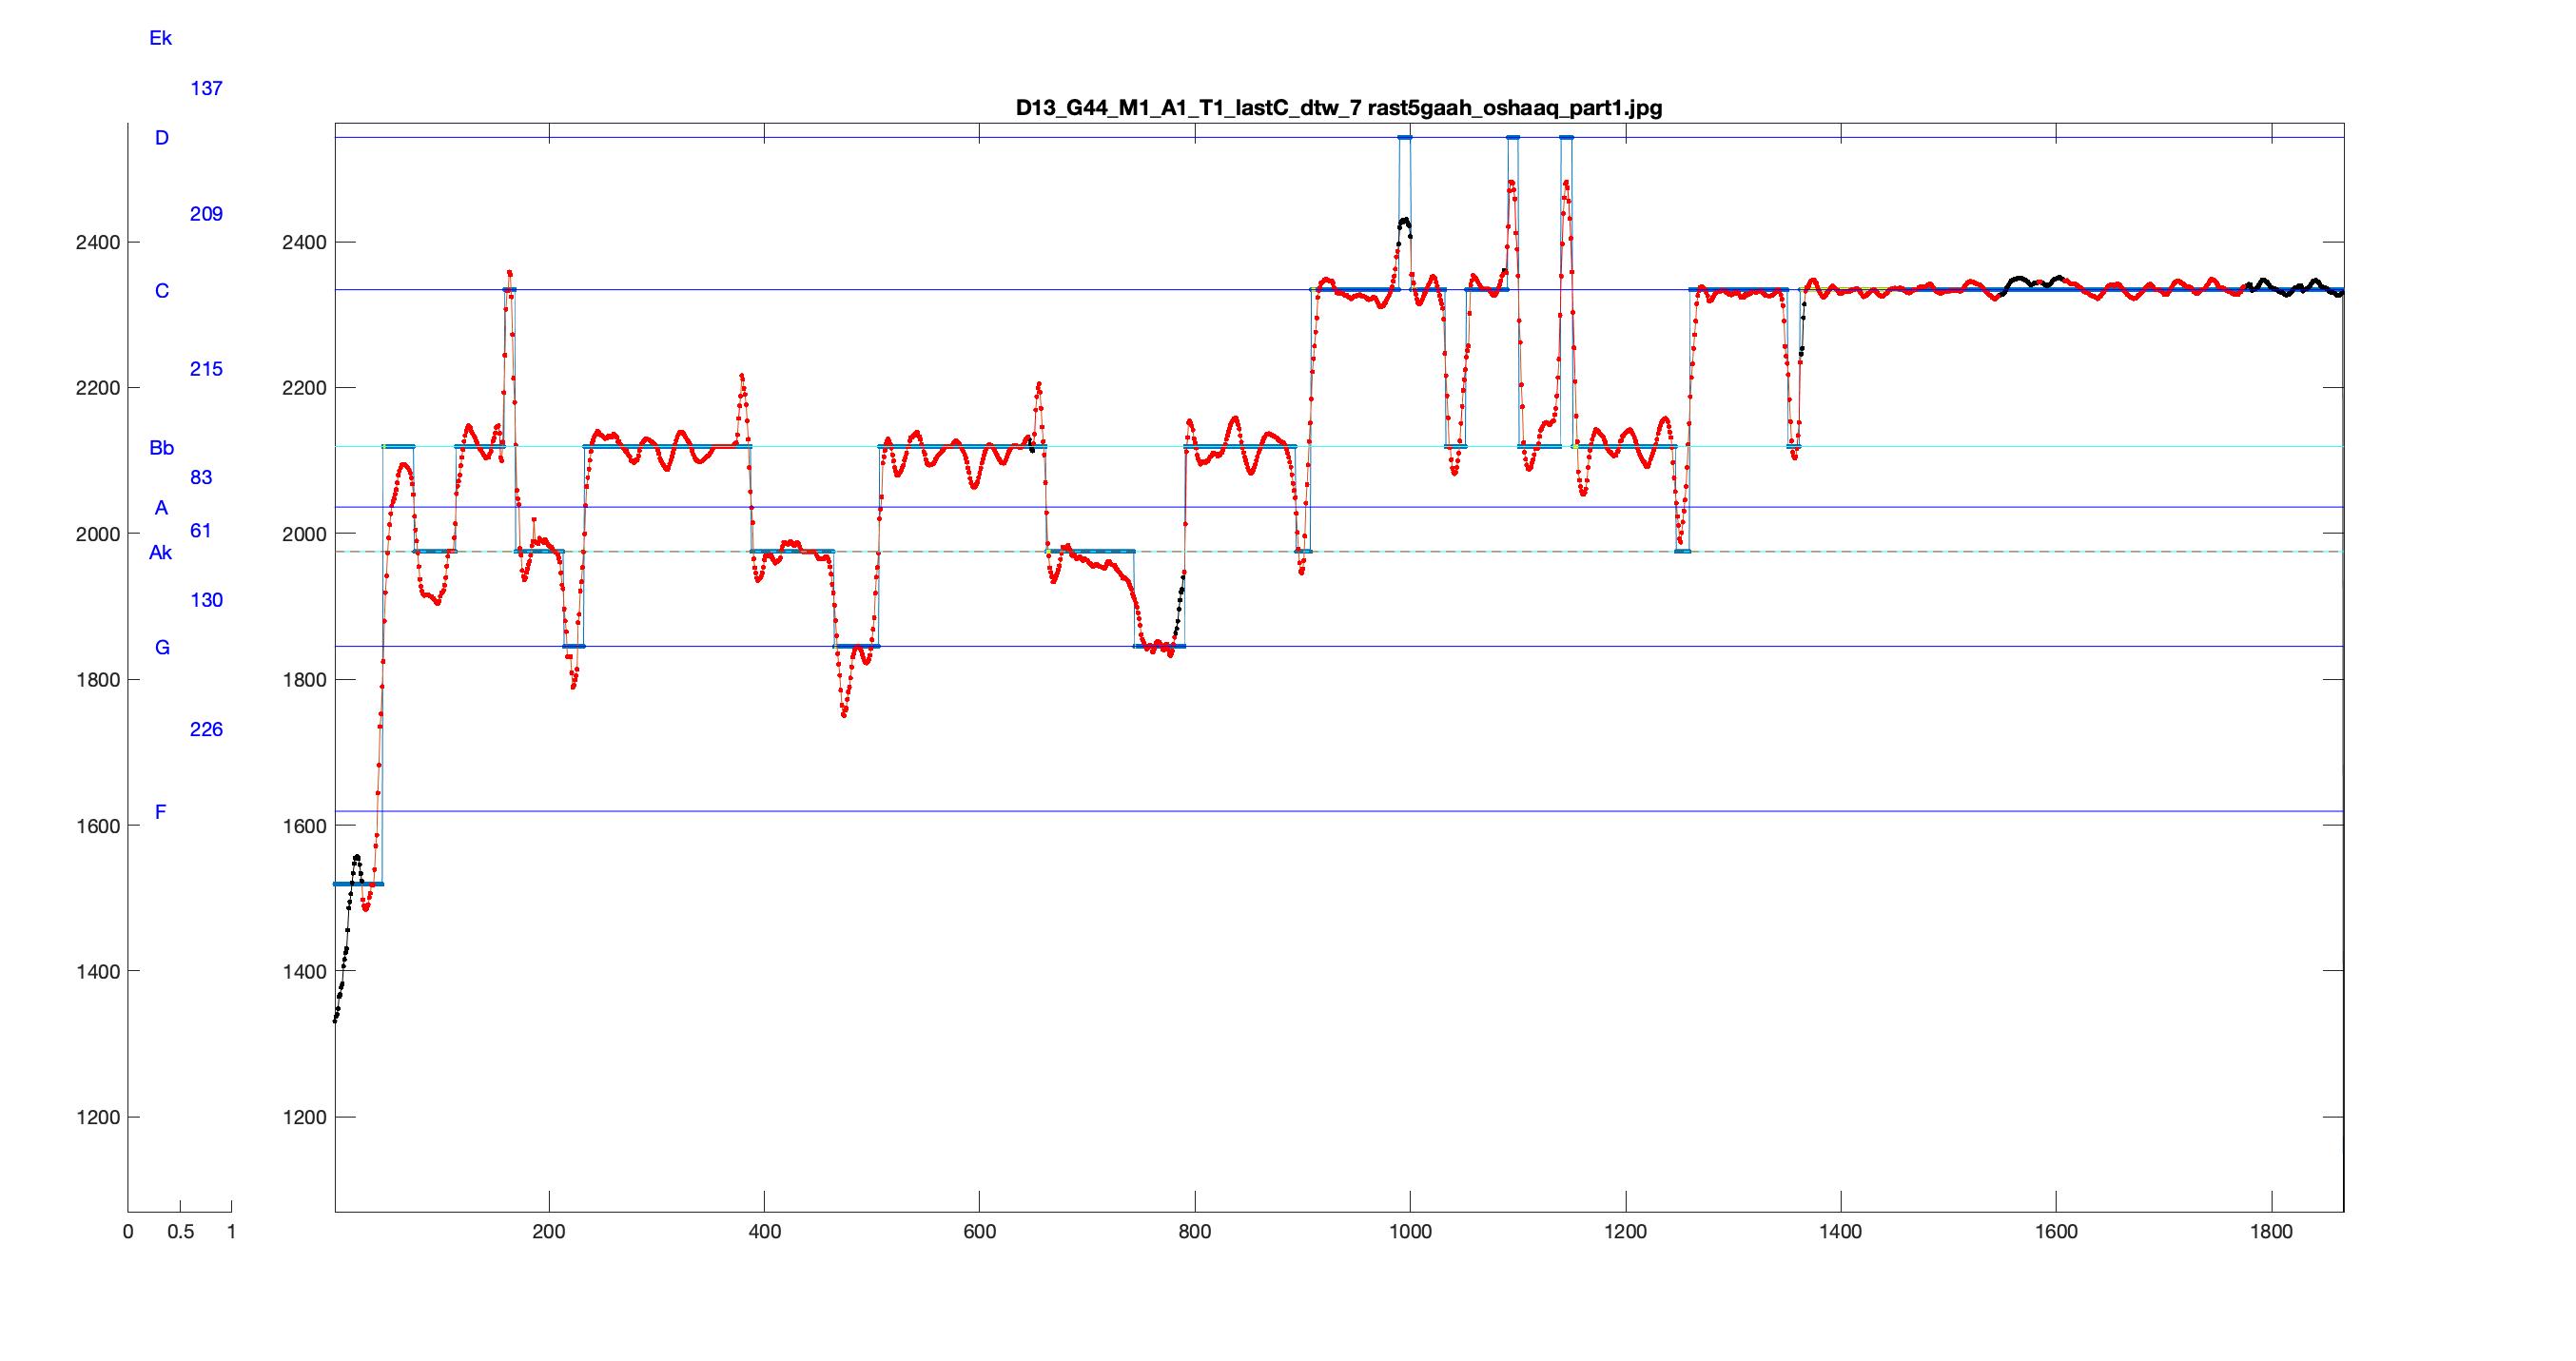 Ek
137
D13_G44_M1_A1_T1_lastC_dtw_7 rast5gaah_oshaaq_part1.jpg
D
209
2400 2400
C
215
2200 2200
Bb
83
A
61
2000 2000
Ak
130
G
1800 1800
226
F
1600 1600
1400 1400
1200 1200
0 0.5 1 200 400 600 800 1000 1200 1400 1600 1800